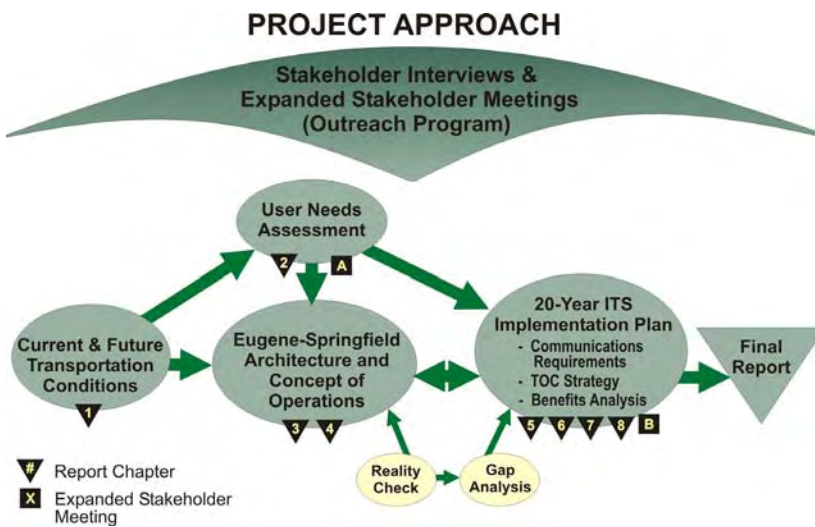 PROJECT APPROACH
Stakeholder Interviews &
Expanded Stakeholder Meetings
(Outreach Program)
User Needs
Assessment
2
A
Current & Future
Transportation
Conditions
1
Eugene-Springfield
Architecture and
Concept of
Operations
3 4
20-Year ITS
Implementation Plan
- Communications
Requirements
- TOC Strategy
- Benefits Analysis
5 6 7 8 B
Final
Report
Reality
Check
Gap
Analysis
# Report Chapter
X Expanded Stakeholder
Meeting